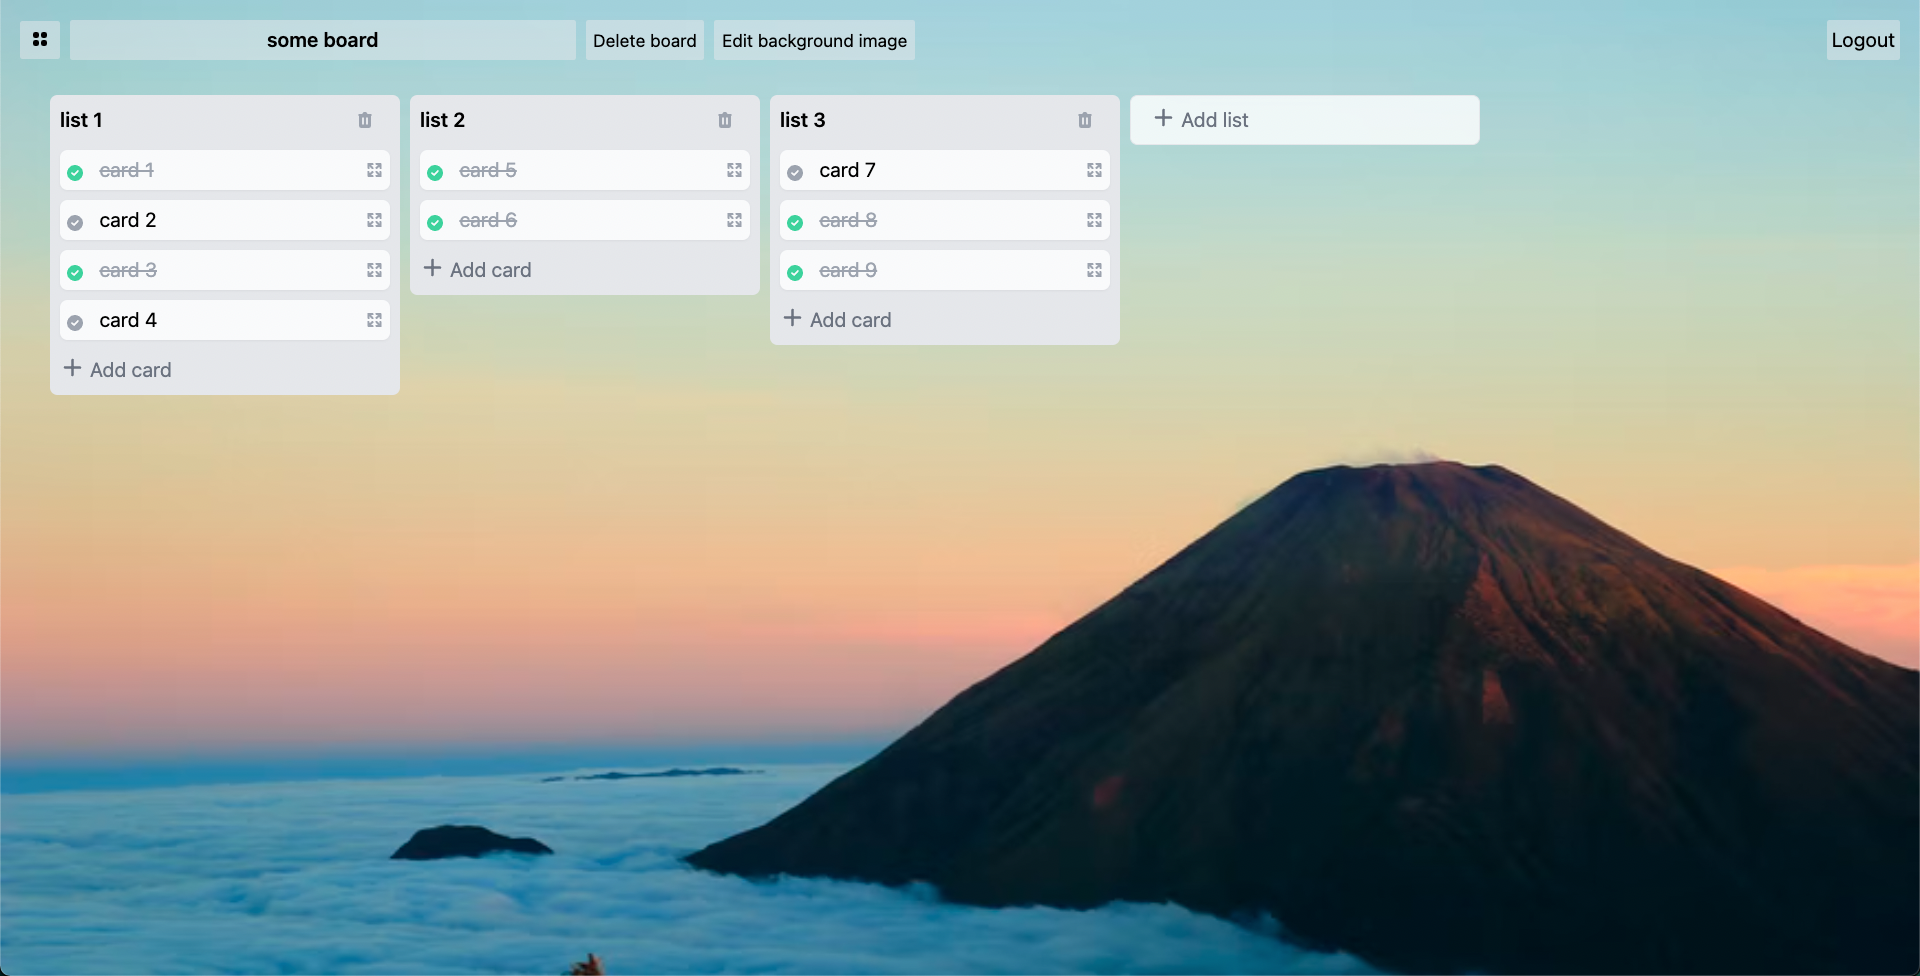 some board
Delete board
Edit background image
Logout
list 1
card 1
card 2
card 3
card 4
Add card
list 2
card 5
card 6
Add card
list 3
card 7
card 8
card 9
Add card
Add list